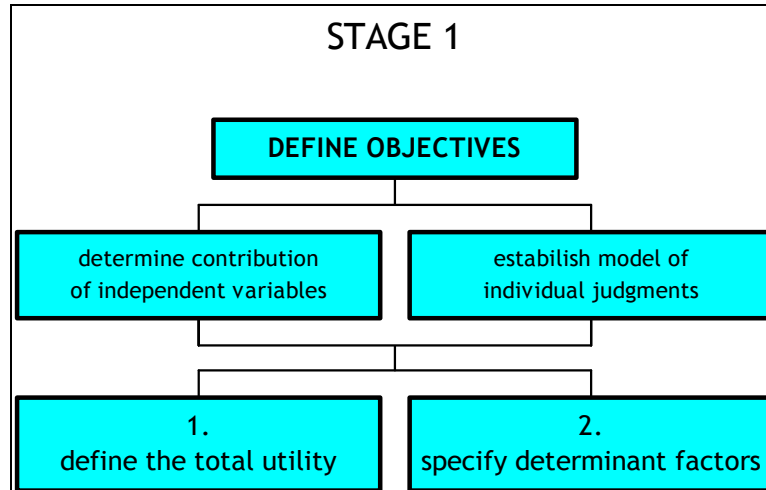 STAGE 1
DEFINE OBJECTIVES
determine contribution
of independent variables
estabilish model of
individual judgments
1.
define the total utility
2.
specify determinant factors